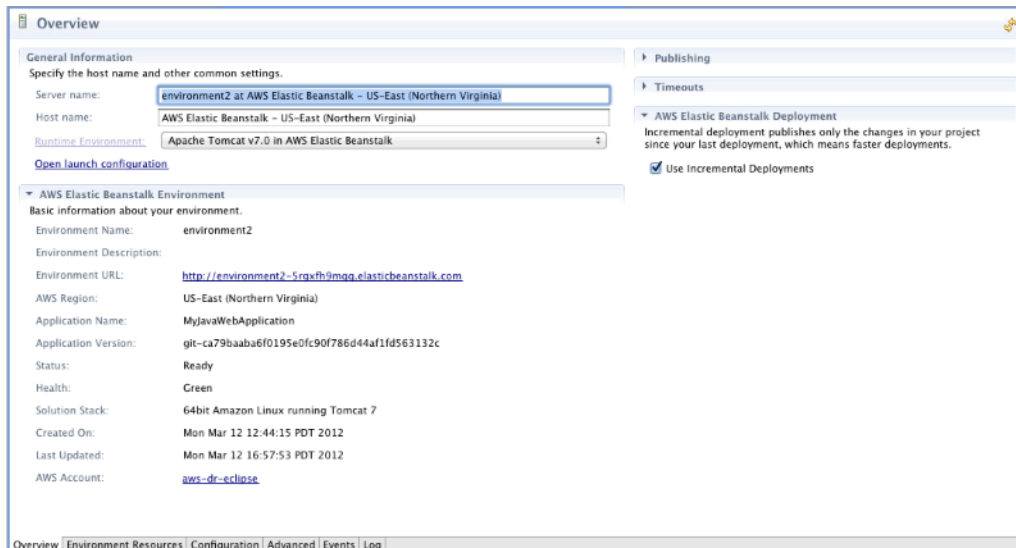 Overview
General Information
Specify the host name and other common settings.
Server name: environment2 at AWS Elastic Beanstalk – US-East (Northern Virginia)
Host name: AWS Elastic Beanstalk – US-East (Northern Virginia)
Runtime Environment: Apache Tomcat v7.0 in AWS Elastic Beanstalk
Open launch configuration
AWS Elastic Beanstalk Environment
Basic information about your environment.
Environment Name: environment2
Environment Description:
Environment URL: http://environment2-5rqxfh9mqg.elasticbeanstalk.com
AWS Region: US-East (Northern Virginia)
Application Name: MyJavaWebApplication
Application Version: git-ca79baaba6f0195e0fc90f786d44af1fd563132c
Status: Ready
Health: Green
Solution Stack: 64bit Amazon Linux running Tomcat 7
Created On: Mon Mar 12 12:44:15 PDT 2012
Last Updated: Mon Mar 12 16:57:53 PDT 2012
AWS Account: aws-dr-eclipse
Publishing
Timeouts
AWS Elastic Beanstalk Deployment
Incremental deployment publishes only the changes in your project
since your last deployment, which means faster deployments.
Use Incremental Deployments
Overview Environment Resources Configuration Advanced Events Log